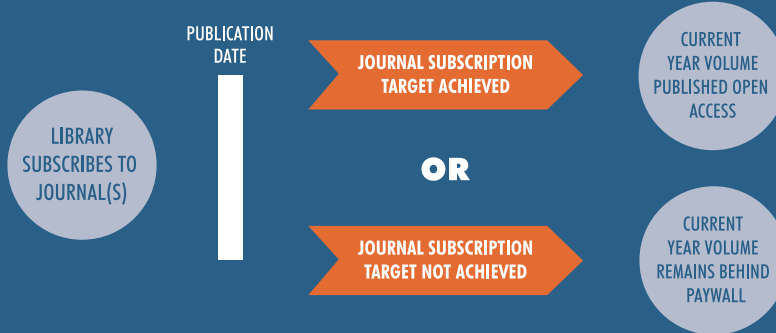 LIBRARY
SUBSCRIBES TO
JOURNAL(S)
PUBLICATION
DATE
JOURNAL SUBSCRIPTION
TARGET ACHIEVED
CURRENT
YEAR VOLUME
PUBLISHED OPEN
ACCESS
OR
JOURNAL SUBSCRIPTION
TARGET NOT ACHIEVED
CURRENT
YEAR VOLUME
REMAINS BEHIND
PAYWALL